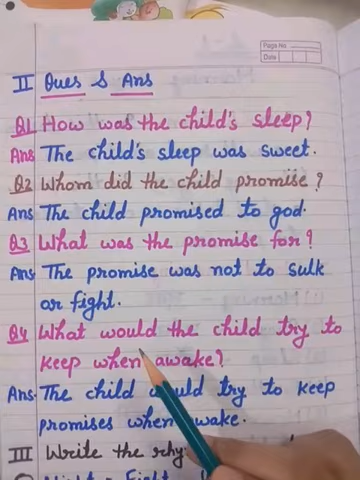 Page No
Date
II Ques & Ans
Q1 How was the child's sleep?
Ans The child's sleep was sweet.
Q2 Whom did the child promise?
Ans The child promised to god.
Q3 What was the promise for?
Ans The promise was not to sulk
or fight.
Q4 What would the child try to
keep when awake?
Ans. The child would try to keep
promises when awake.
III Write the rhy